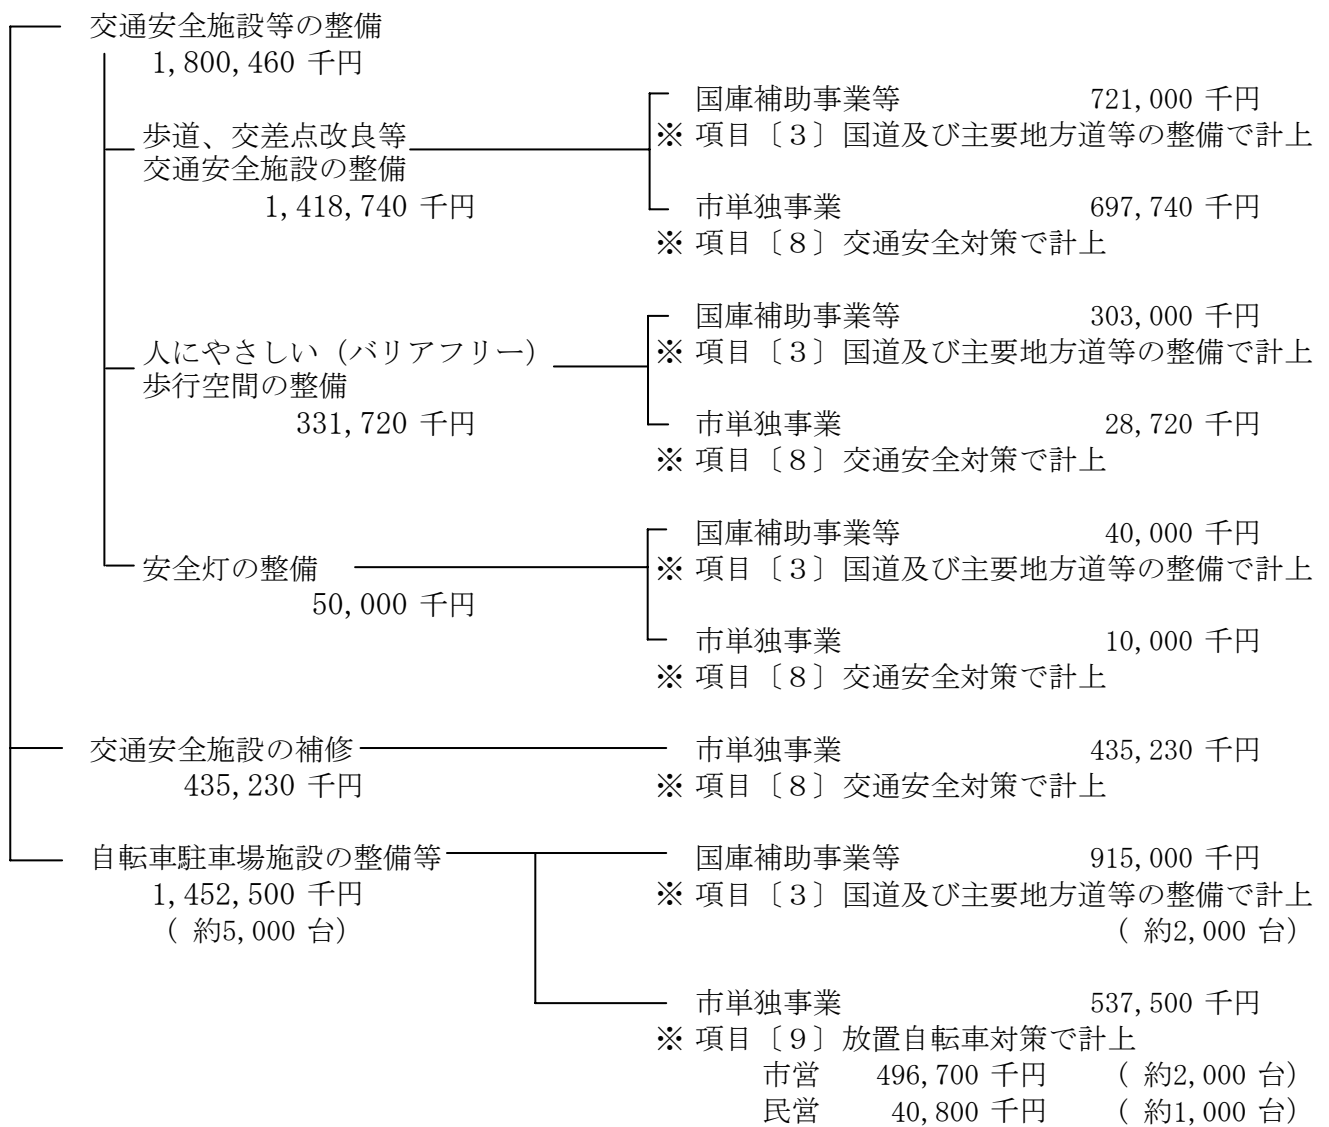 交通安全施設等の整備
1,800,460 千円
国庫補助事業等 721,000 千円
歩道、交差点改良等
※ 項目〔3〕国道及び主要地方道等の整備で計上
交通安全施設の整備
1,418,740 千円
市単独事業 697,740 千円
※ 項目〔8〕交通安全対策で計上
国庫補助事業等 303,000 千円
人にやさしい（バリアフリー）
※ 項目〔3〕国道及び主要地方道等の整備で計上
歩行空間の整備
331,720 千円
市単独事業 28,720 千円
※ 項目〔8〕交通安全対策で計上
国庫補助事業等 40,000 千円
安全灯の整備
※ 項目〔3〕国道及び主要地方道等の整備で計上
50,000 千円
市単独事業 10,000 千円
※ 項目〔8〕交通安全対策で計上
交通安全施設の補修
市単独事業 435,230 千円
435,230 千円
※ 項目〔8〕交通安全対策で計上
自転車駐車場施設の整備等
国庫補助事業等 915,000 千円
1,452,500 千円
※ 項目〔3〕国道及び主要地方道等の整備で計上
（ 約5,000 台）
（ 約2,000 台）
市単独事業 537,500 千円
※ 項目〔9〕放置自転車対策で計上
市営 496,700 千円 （ 約2,000 台）
民営 40,800 千円 （ 約1,000 台）